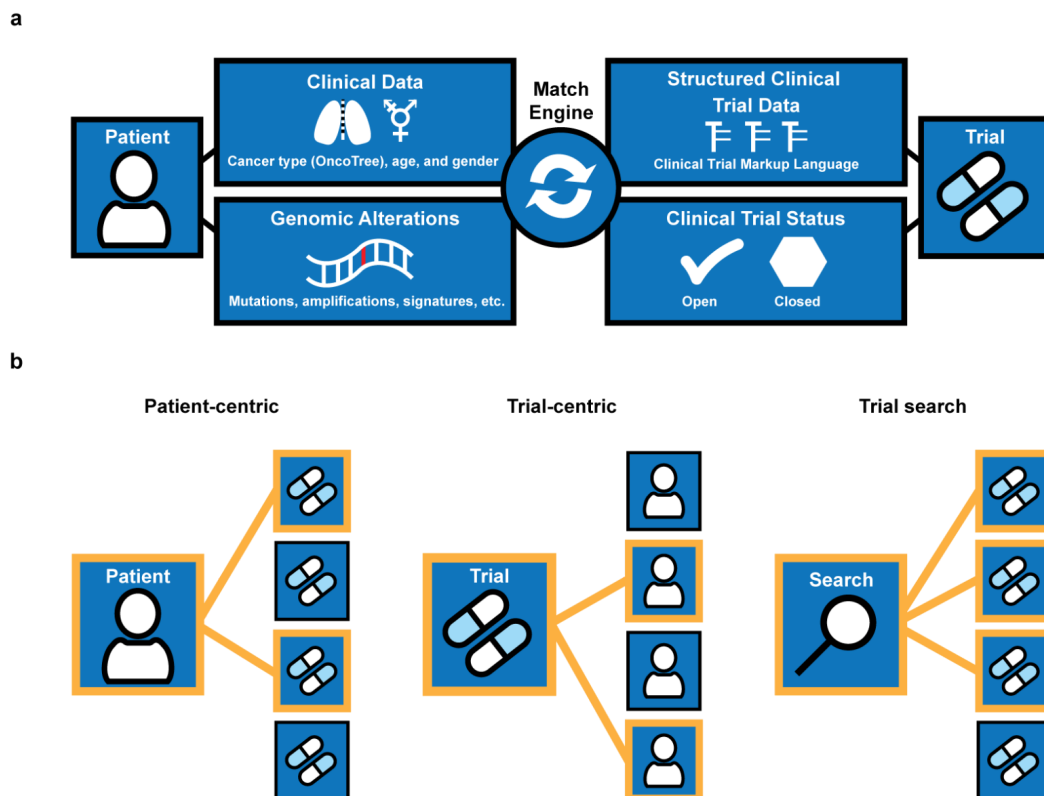 a
Patient
Clinical Data
Cancer type (OncoTree), age, and gender
Genomic Alterations
Mutations, amplifications, signatures, etc.
Match
Engine
Structured Clinical
Trial Data
Clinical Trial Markup Language
Clinical Trial Status
Open
Closed
Trial
b
Patient-centric
Trial-centric
Trial search
Patient
Trial
Search